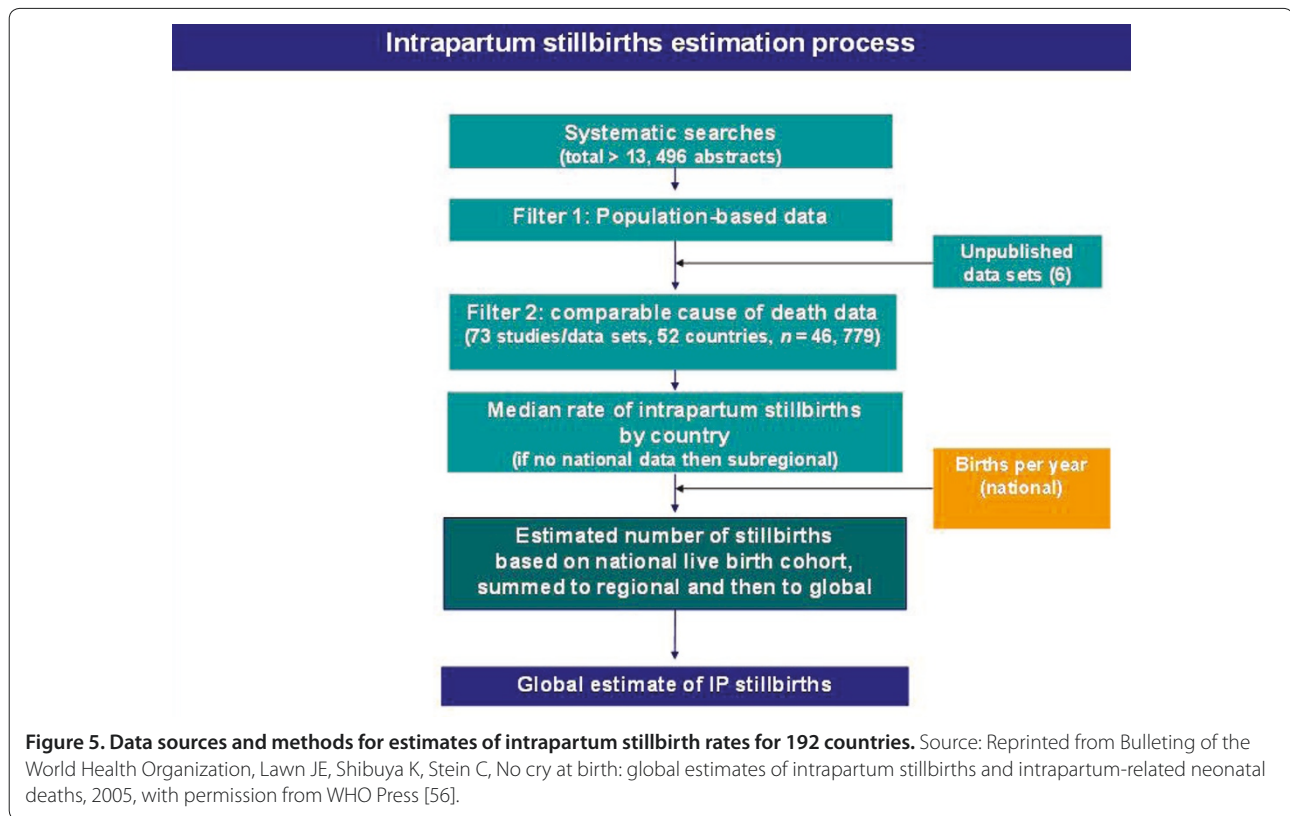 Intrapartum stillbirths estimation process
Systematic searches
(total > 13, 496 abstracts)
Filter 1: Population-based data
Unpublished
data sets (6)
Filter 2: comparable cause of death data
(73 studies/data sets, 52 countries, n = 46, 779)
Median rate of intrapartum stillbirths
by country
(if no national data then subregional)
Births per year
(national)
Estimated number of stillbirths
based on national live birth cohort,
summed to regional and then to global
Global estimate of IP stillbirths
Figure 5. Data sources and methods for estimates of intrapartum stillbirth rates for 192 countries. Source: Reprinted from Bulleting of the
World Health Organization, Lawn JE, Shibuya K, Stein C, No cry at birth: global estimates of intrapartum stillbirths and intrapartum-related neonatal
deaths, 2005, with permission from WHO Press [56].